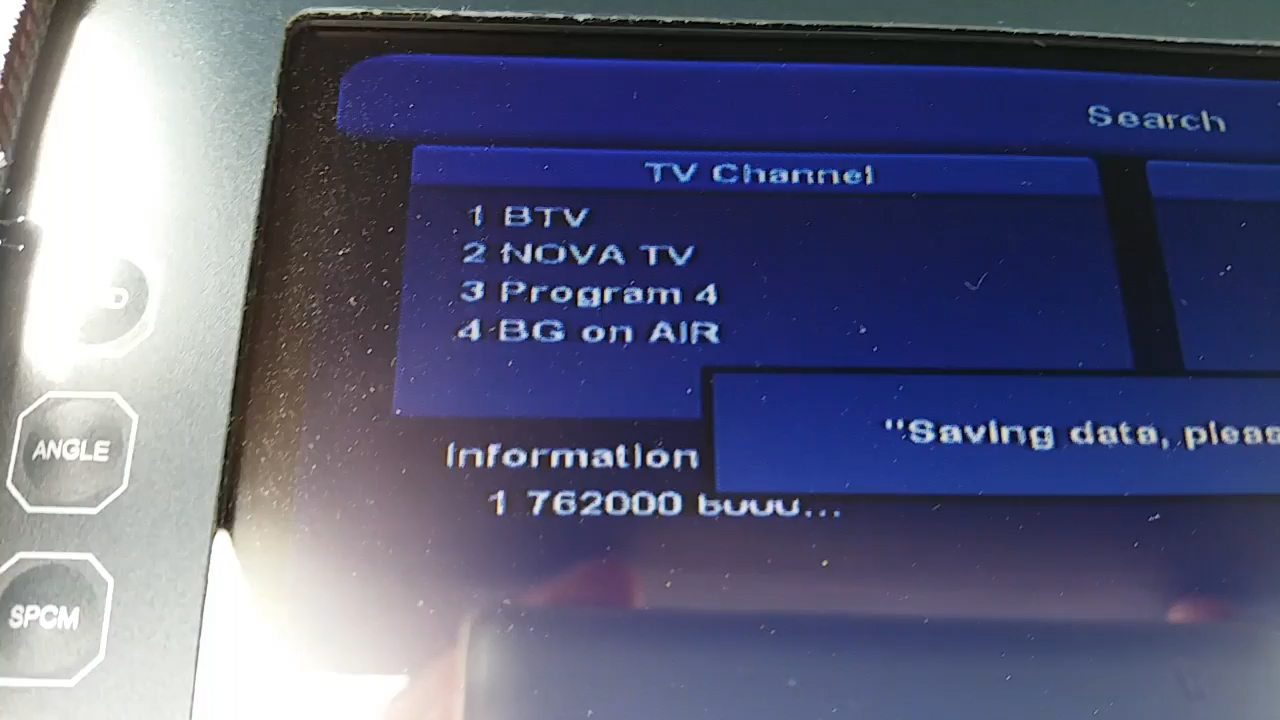 Search
TV Channel
1 BTV
2 NOVA TV
3 Program 4
4 BG on AIR
"Saving data,
Information
1 762000
ANGLE
SPCM